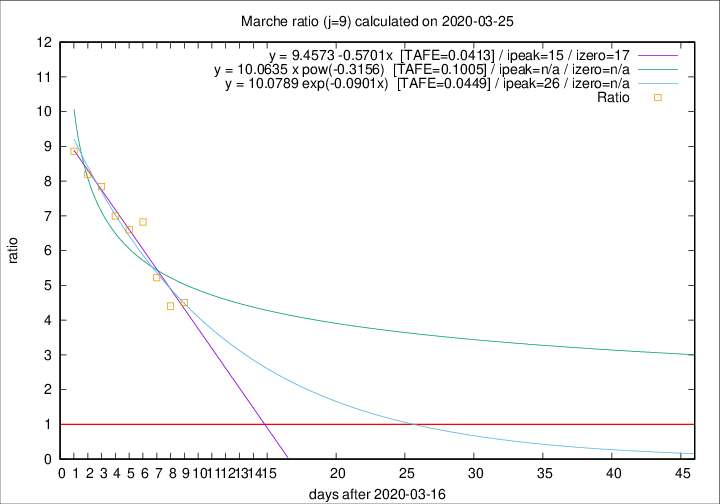 Marche ratio (j=9) calculated on 2020-03-25
y = 9.4573 -0.5701x [TAFE=0.0413] / ipeak=15 / izero=17
y = 10.0635 x pow(-0.3156) [TAFE=0.1005] / ipeak=n/a / izero=n/a
y = 10.0789 exp(-0.0901x) [TAFE=0.0449] / ipeak=26 / izero=n/a
Ratio
12
11
10
9
8
7
6
5
4
3
2
1
0
ratio
0 1 2 3 4 5 6 7 8 9 10 11 12 13 14 15 20 25 30 35 40 45
days after 2020-03-16